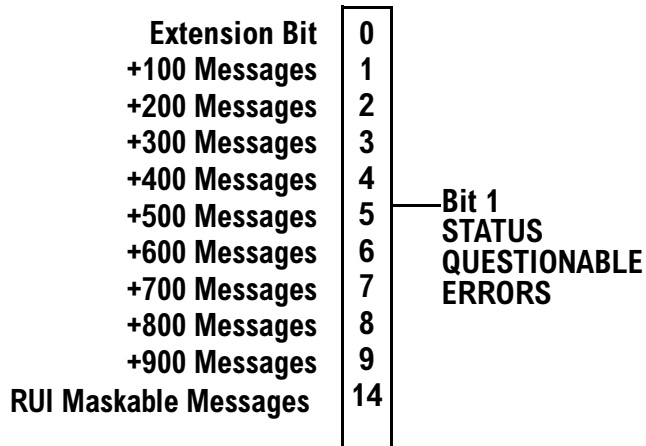 Extension Bit 0
+100 Messages 1
+200 Messages 2
+300 Messages 3
+400 Messages 4
+500 Messages 5
+600 Messages 6
+700 Messages 7
+800 Messages 8
+900 Messages 9
RUI Maskable Messages 14
Bit 1
STATUS
QUESTIONABLE
ERRORS